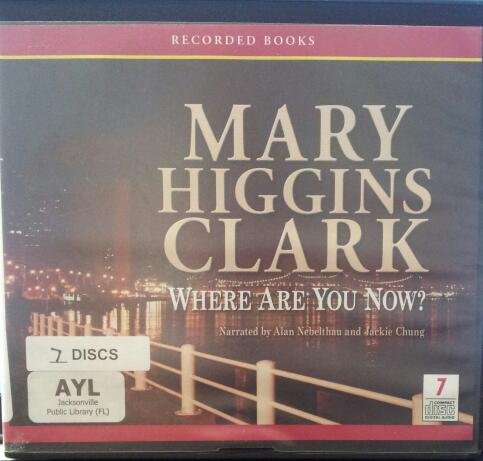 RECORDED BOOKS
MARY
HIGGINS
CLARK
WHERE ARE YOU NOW?
Narrated by Alan Nebelthau and Jackie Chung
7 DISCS
AYL
Jacksonville
Public Library (FL)
7
COMPACT
disc
DIGITAL AUDIO